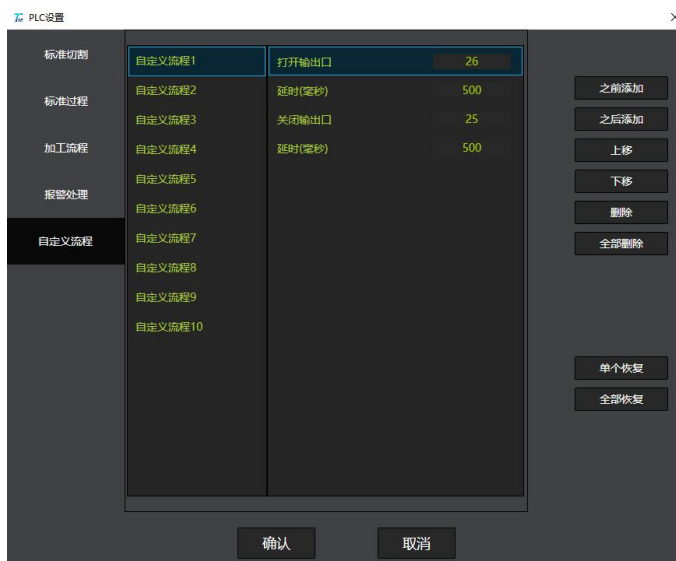 PLC设置
标准切割
标准过程
加工流程
报警处理
自定义流程
自定义流程1
自定义流程2
自定义流程3
自定义流程4
自定义流程5
自定义流程6
自定义流程7
自定义流程8
自定义流程9
自定义流程10
打开输出口 26
延时(毫秒) 500
关闭输出口 25
延时(毫秒) 500
之前添加
之后添加
上移
下移
删除
全部删除
单个恢复
全部恢复
确认 取消